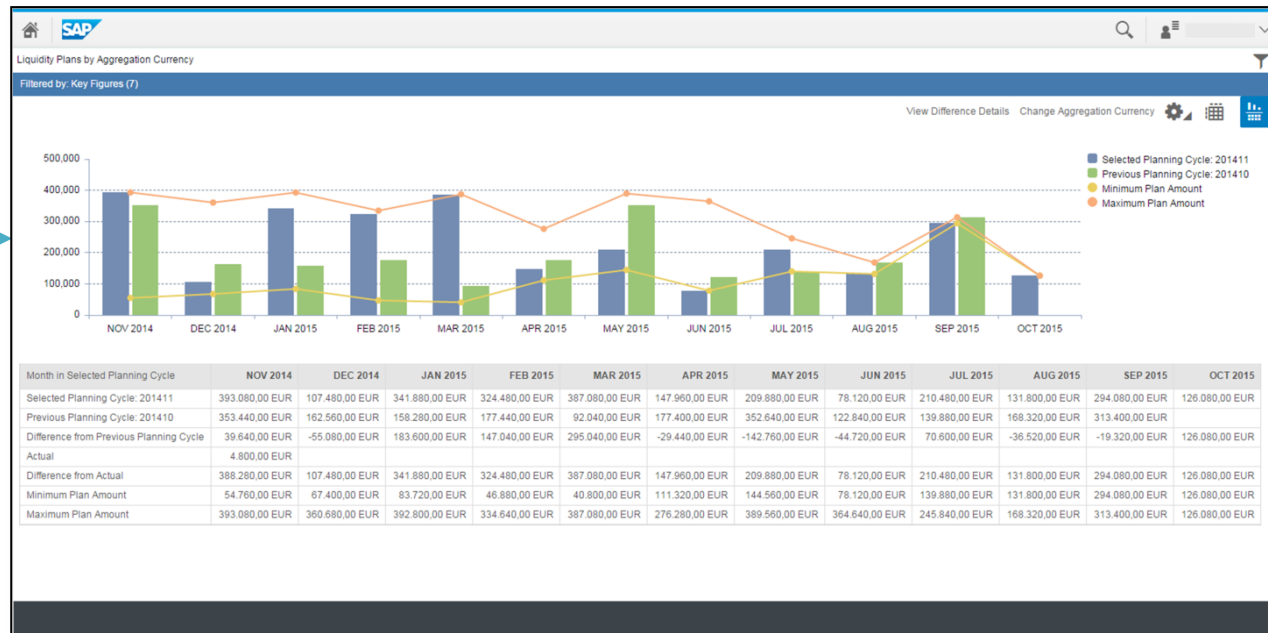 SAP
Liquidity Plans by Aggregation Currency
Filtered by: Key Figures (7)
View Difference Details Change Aggregation Currency
500,000
400,000
300,000
200,000
100,000
0
NOV 2014 DEC 2014 JAN 2015 FEB 2015 MAR 2015 APR 2015 MAY 2015 JUN 2015 JUL 2015 AUG 2015 SEP 2015 OCT 2015
Selected Planning Cycle: 201411
Previous Planning Cycle: 201410
Minimum Plan Amount
Maximum Plan Amount
Month in Selected Planning Cycle NOV 2014 DEC 2014 JAN 2015 FEB 2015 MAR 2015 APR 2015 MAY 2015 JUN 2015 JUL 2015 AUG 2015 SEP 2015 OCT 2015
Selected Planning Cycle: 201411 393.080,00 EUR 107.480,00 EUR 341.880,00 EUR 324.480,00 EUR 387.080,00 EUR 147.960,00 EUR 209.880,00 EUR 78.120,00 EUR 210.480,00 EUR 131.800,00 EUR 294.080,00 EUR 126.080,00 EUR
Previous Planning Cycle: 201410 353.440,00 EUR 162.560,00 EUR 158.280,00 EUR 177.440,00 EUR 92.040,00 EUR 177.400,00 EUR 352.640,00 EUR 122.840,00 EUR 139.880,00 EUR 168.320,00 EUR 313.400,00 EUR
Difference from Previous Planning Cycle 39.640,00 EUR -55.080,00 EUR 183.600,00 EUR 147.040,00 EUR 295.040,00 EUR -29.440,00 EUR -142.760,00 EUR -44.720,00 EUR 70.600,00 EUR -36.520,00 EUR -19.320,00 EUR 126.080,00 EUR
Actual 4.800,00 EUR
Difference from Actual 388.280,00 EUR 107.480,00 EUR 341.880,00 EUR 324.480,00 EUR 387.080,00 EUR 147.960,00 EUR 209.880,00 EUR 78.120,00 EUR 210.480,00 EUR 131.800,00 EUR 294.080,00 EUR 126.080,00 EUR
Minimum Plan Amount 54.760,00 EUR 67.400,00 EUR 83.720,00 EUR 46.880,00 EUR 40.800,00 EUR 111.320,00 EUR 144.560,00 EUR 78.120,00 EUR 139.880,00 EUR 131.800,00 EUR 294.080,00 EUR 126.080,00 EUR
Maximum Plan Amount 393.080,00 EUR 360.680,00 EUR 392.800,00 EUR 334.640,00 EUR 387.080,00 EUR 276.280,00 EUR 389.560,00 EUR 364.640,00 EUR 245.840,00 EUR 168.320,00 EUR 313.400,00 EUR 126.080,00 EUR